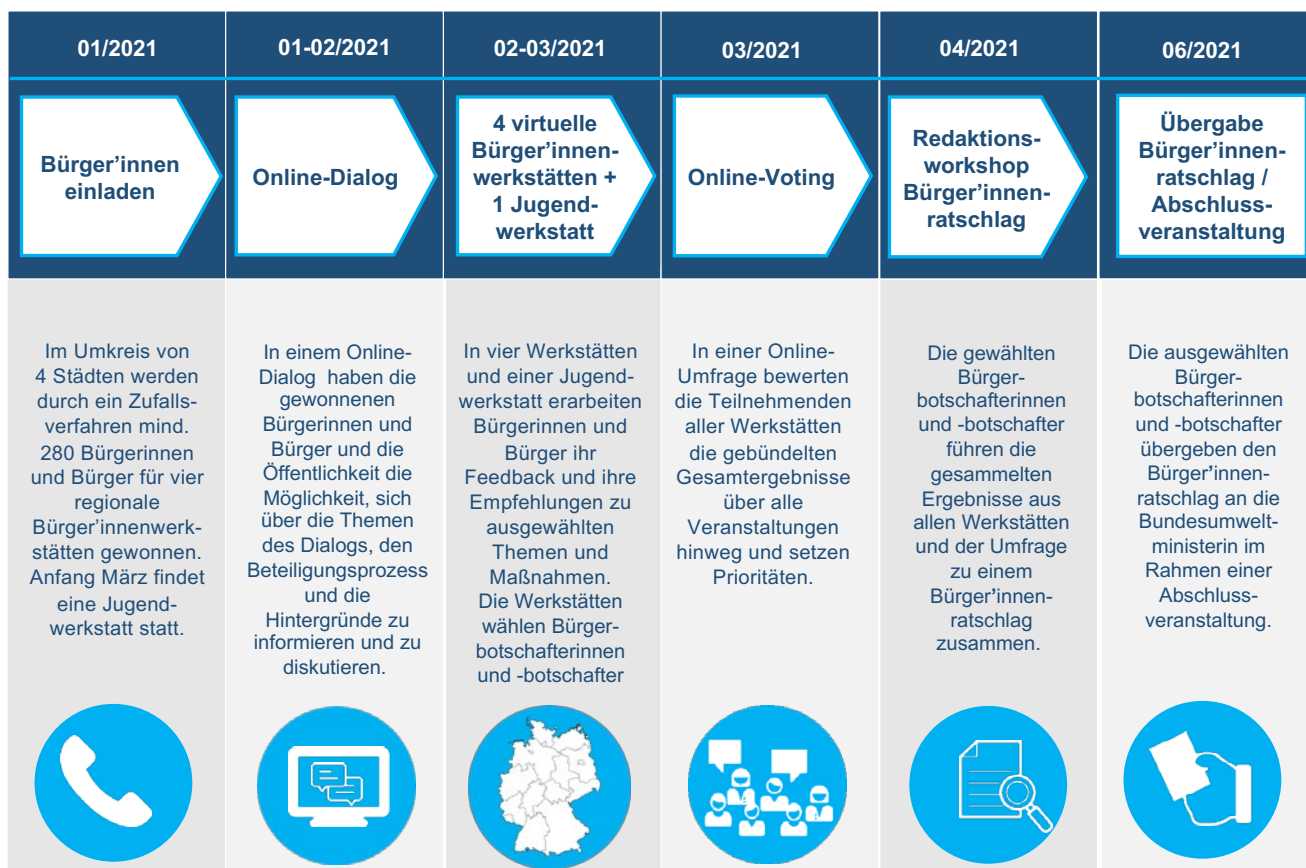 01/2021
01-02/2021
02-03/2021
03/2021
04/2021
06/2021
Bürger’innen
einladen
Online-Dialog
4 virtuelle
Bürger’innen-
werkstätten +
1 Jugend-
werkstatt
Online-Voting
Redaktions-
workshop
Bürger’innen-
ratschlag
Übergabe
Bürger’innen-
ratschlag /
Abschluss-
veranstaltung
Im Umkreis von
4 Städten werden
durch ein Zufalls-
verfahren mind.
280 Bürgerinnen
und Bürger für vier
regionale
Bürger’innenwerk-
stätten gewonnen.
Anfang März findet
eine Jugend-
werkstatt statt.
In einem Online-
Dialog haben die
gewonnenen
Bürgerinnen und
Bürger und die
Öffentlichkeit die
Möglichkeit, sich
über die Themen
des Dialogs, den
Beteiligungsprozess
und die
Hintergründe zu
informieren und zu
diskutieren.
In vier Werkstätten
und einer Jugend-
werkstatt erarbeiten
Bürgerinnen und
Bürger ihr
Feedback und ihre
Empfehlungen zu
ausgewählten
Themen und
Maßnahmen.
Die Werkstätten
wählen Bürger-
botschafterinnen
und -botschafter
In einer Online-
Umfrage bewerten
die Teilnehmenden
aller Werkstätten
die gebündelten
Gesamtergebnisse
über alle
Veranstaltungen
hinweg und setzen
Prioritäten.
Die gewählten
Bürger-
botschafterinnen
und -botschafter
führen die
gesammelten
Ergebnisse aus
allen Werkstätten
und der Umfrage
zu einem
Bürger’innen-
ratschlag
zusammen.
Die ausgewählten
Bürger-
botschafterinnen
und -botschafter
übergeben den
Bürger’innen-
ratschlag an die
Bundesumwelt-
ministerin im
Rahmen einer
Abschluss-
veranstaltung.